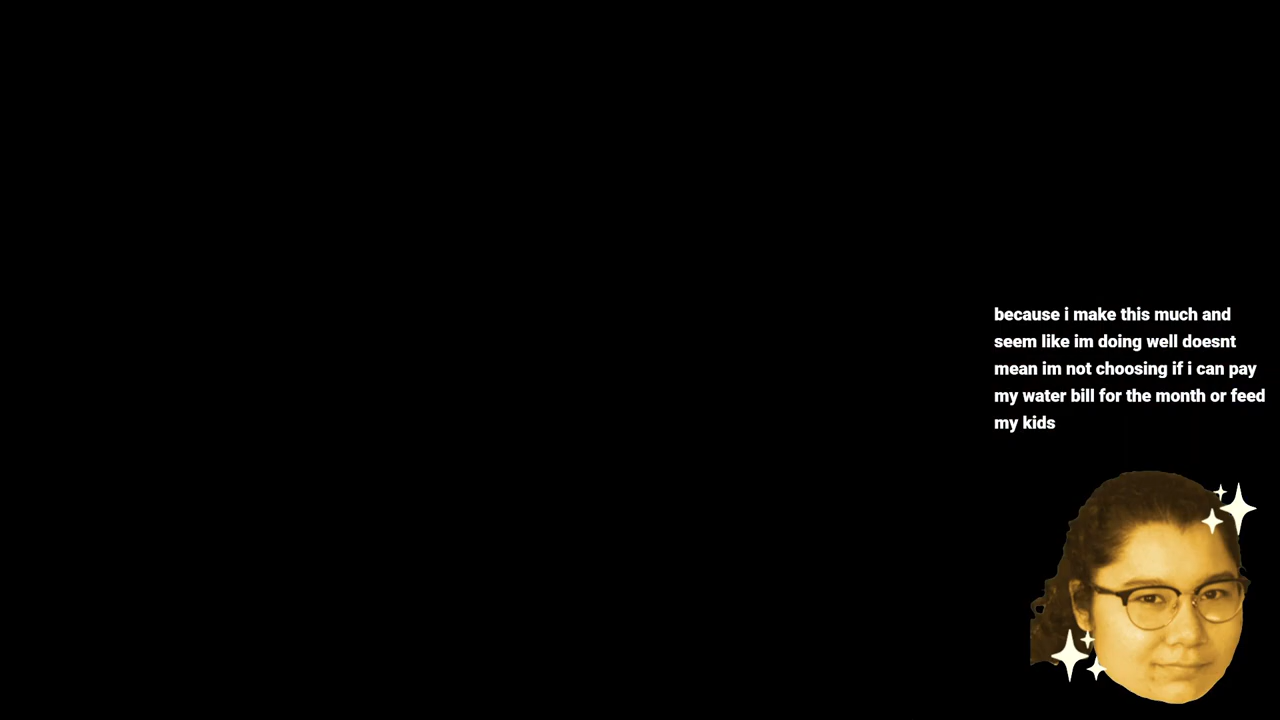 because i make this much and
seem like im doing well doesnt
mean im not choosing if i can pay
my water bill for the month or feed
my kids